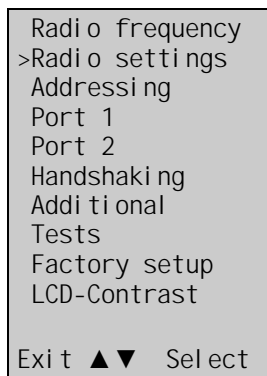 Radio frequency
>Radio settings
Addressing
Port 1
Port 2
Handshaking
Additional
Tests
Factory setup
LCD-Contrast
Exit ▲▼ Select